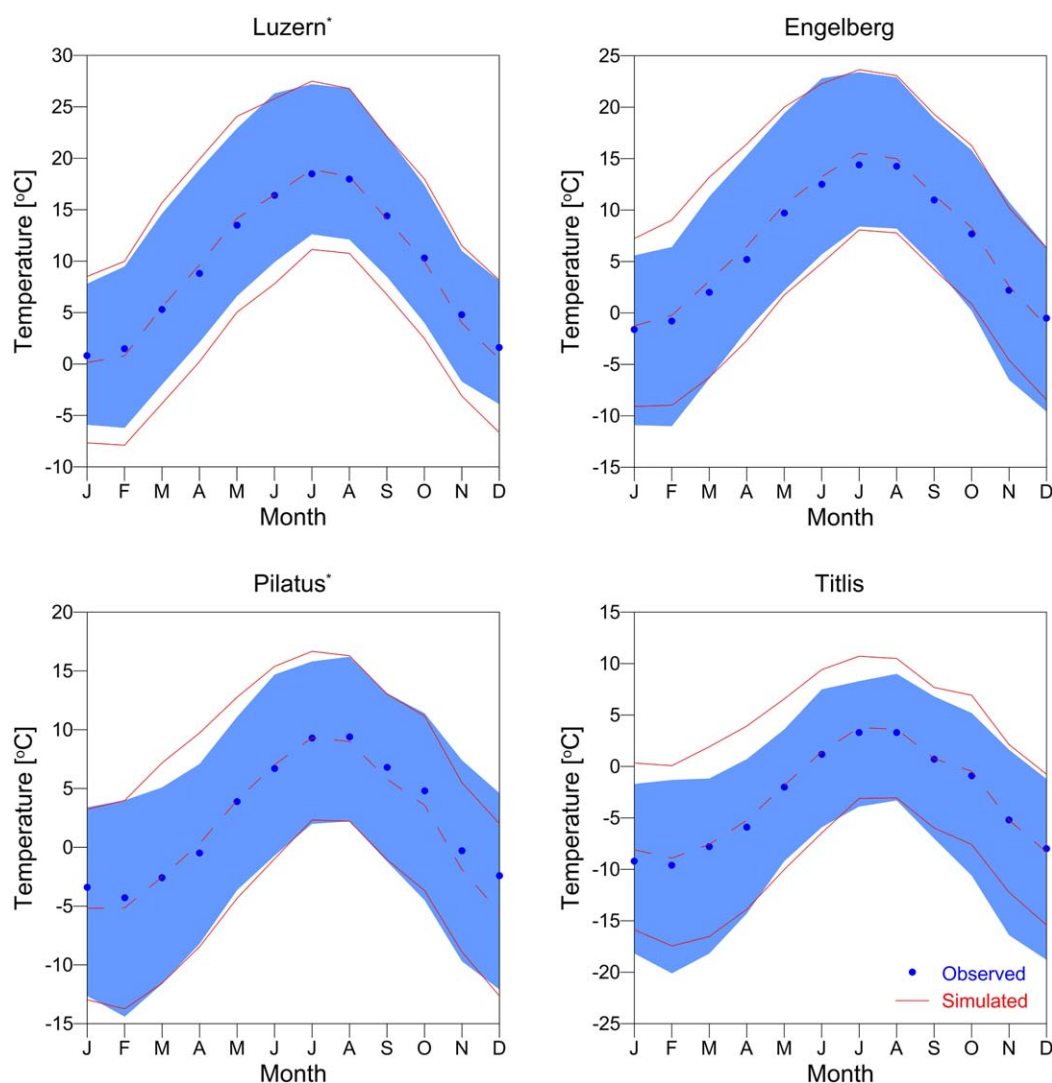 Luzern*
Temperature [°C]
30
25
20
15
10
5
0
-5
-10
J F M A M J J A S O N D
Month
Engelberg
Temperature [°C]
25
20
15
10
5
0
-5
-10
-15
J F M A M J J A S O N D
Month
Pilatus*
Temperature [°C]
20
15
10
5
0
-5
-10
-15
J F M A M J J A S O N D
Month
Titlis
Temperature [°C]
15
10
5
0
-5
-10
-15
-20
-25
Observed
Simulated
J F M A M J J A S O N D
Month